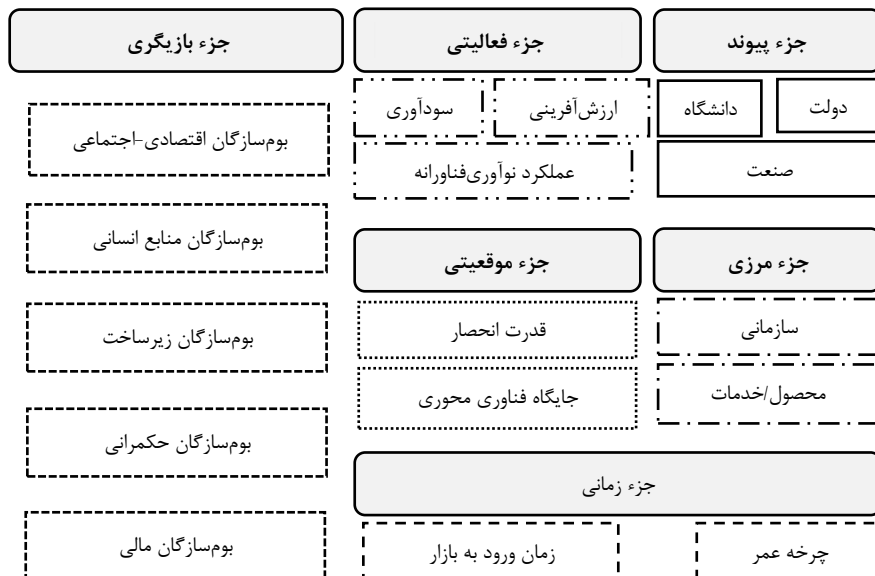 جزء پیوند
دولت
دانشگاه
صنعت
جزء فعالیتی
ارزش‌آفرینی
سودآوری
عملکرد نوآوری‌فناورانه
جزء بازیگری
بوم‌سازگان اقتصادی-اجتماعی
بوم‌سازگان منابع انسانی
بوم‌سازگان زیرساخت
بوم‌سازگان حکمرانی
بوم‌سازگان مالی
جزء مرزی
سازمانی
محصول/خدمات
جزء موقعیتی
قدرت انحصار
جایگاه فناوری محوری
جزء زمانی
چرخه عمر
زمان ورود به بازار